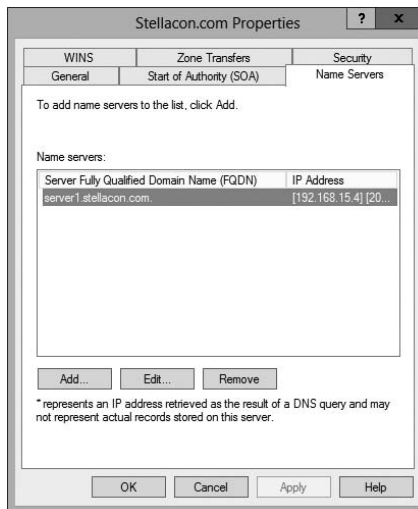 Stellacon.com Properties
? x
WINS Zone Transfers Security
General Start of Authority (SOA) Name Servers
To add name servers to the list, click Add.
Name servers:
Server Fully Qualified Domain Name (FQDN) IP Address
server1.stellacon.com. [192.168.15.4] [20...
Add... Edit... Remove
* represents an IP address retrieved as the result of a DNS query and may
not represent actual records stored on this server.
OK Cancel Apply Help